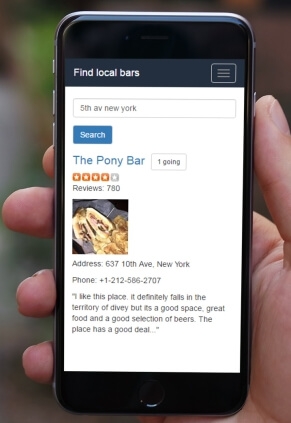 Find local bars
5th av new york
Search
The Pony Bar 1 going
Reviews: 780
Address: 637 10th Ave, New York
Phone: +1-212-586-2707
"I like this place. it definitely falls in the
territory of divey but its a good space, great
food and a good selection of beers. The
place has a good deal..."